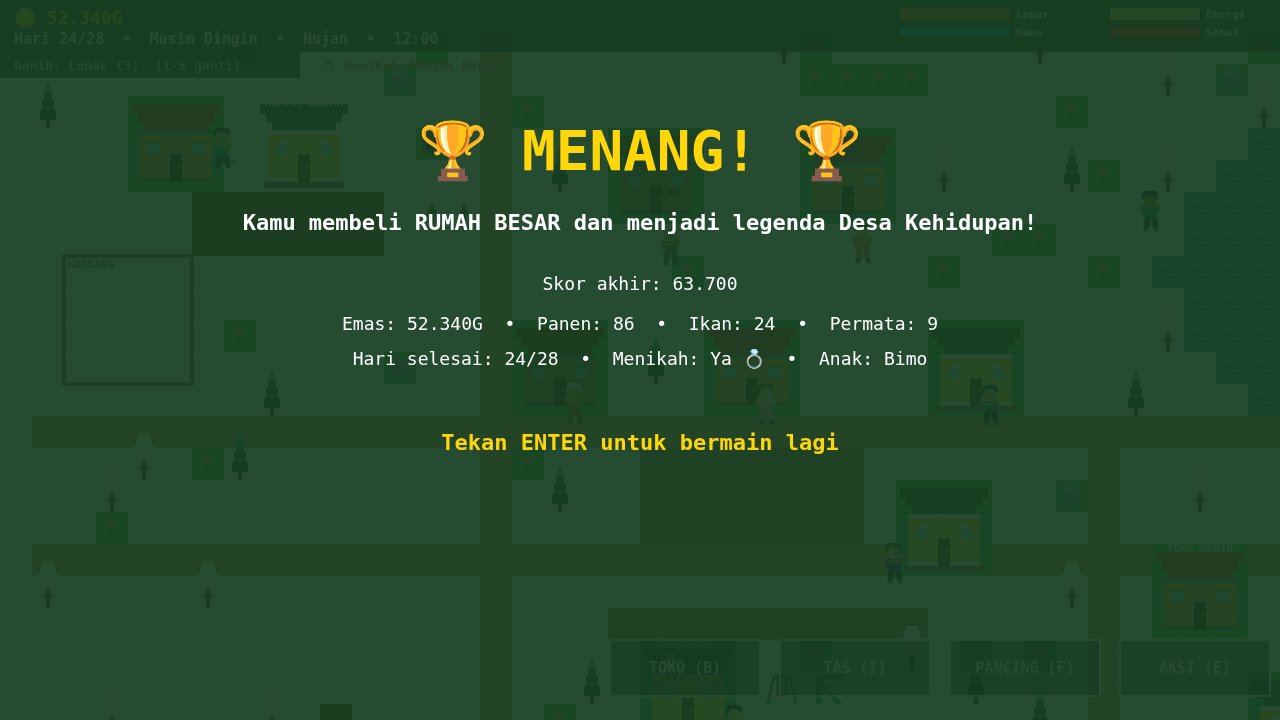 52.340G
Hari 24/28 • Musim Dingin • Hujan • 12:00
Lapar
Energi
Haus
Sehat
Benih: Lobak (3) [1-5 ganti]
KANDANG
🏆 MENANG! 🏆
Kamu membeli RUMAH BESAR dan menjadi legenda Desa Kehidupan!
Skor akhir: 63.700
Emas: 52.340G • Panen: 86 • Ikan: 24 • Permata: 9
Hari selesai: 24/28 • Menikah: Ya 💍 • Anak: Bimo
Tekan ENTER untuk bermain lagi
TOKO BENIH
TOKO (B)
TAS (I)
PANCING (F)
AKSI (E)